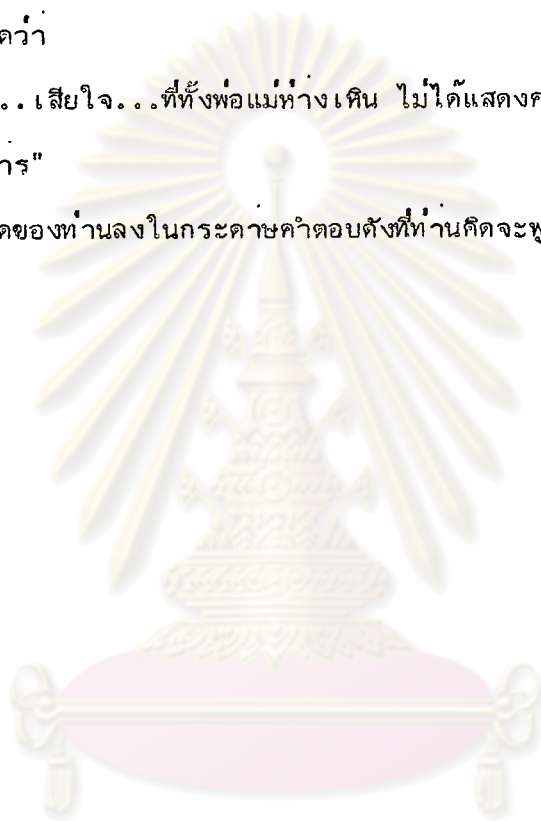 ดว่า
..เสียใจ...ที่ทั้งพ่อแม่ห่างเหิน ไม่ได้แสดง
าร"
ดของท่านลงในกระดาษคำตอบดังที่ท่านคิดจะพู